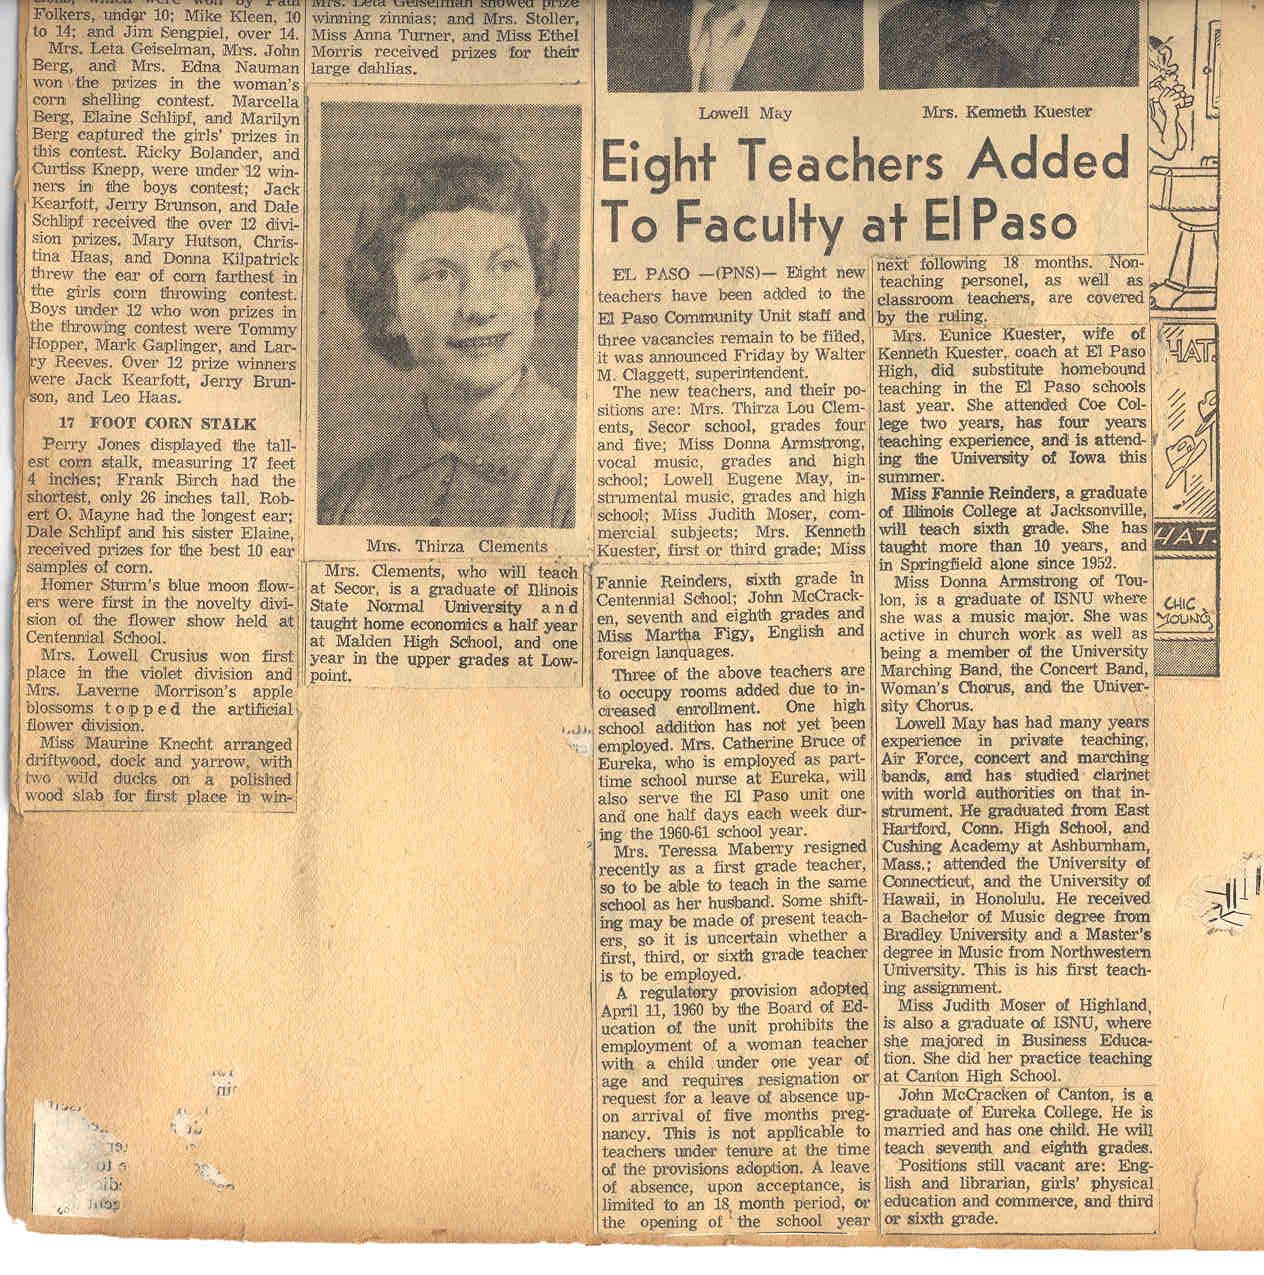 Folkers, under 10; Mike Kleen, 10
to 14; and Jim Sengpiel, over 14.
Mrs. Leta Geiselman, Mrs. John
Berg, and Mrs. Edna Nauman
won the prizes in the woman's
corn shelling contest. Marcella
Berg, Elaine Schlipf, and Marilyn
Berg captured the girls' prizes in
this contest. Ricky Bolander, and
Curtiss Knepp, were under 12 win-
ners in the boys contest; Jack
Kearfott, Jerry Brunson, and Dale
Schlipf received the over 12 divi-
sion prizes. Mary Hutson, Chris-
tina Haas, and Donna Kilpatrick
threw the ear of corn farthest in
the girls corn throwing contest.
Boys under 12 who won prizes in
the throwing contest were Tommy
Hopper, Mark Gaplinger, and Lar-
ry Reeves. Over 12 prize winners
were Jack Kearfott, Jerry Brun-
son, and Leo Haas.
17 FOOT CORN STALK
Perry Jones displayed the tall-
est corn stalk, measuring 17 feet
4 inches; Frank Birch had the
shortest, only 26 inches tall. Rob-
ert O. Mayne had the longest ear;
Dale Schlipf and his sister Elaine,
received prizes for the best 10 ear
samples of corn.
Homer Sturm's blue moon flow-
ers were first in the novelty divi-
sion of the flower show held at
Centennial School.
Mrs. Lowell Crusius won first
place in the violet division and
Mrs. Laverne Morrison's apple
blossoms topped the artificial
flower division.
Miss Maurine Knecht arranged
driftwood, dock and yarrow, with
two wild ducks on a polished
wood slab for first place in win-
Mrs. Leta Geiselman showed prize
winning zinnias; and Mrs. Stoller,
Miss Anna Turner, and Miss Ethel
Morris received prizes for their
large dahlias.
Mrs. Thirza Clements
Mrs. Clements, who will teach
at Secor, is a graduate of Illinois
State Normal University and
taught home economics a half year
at Malden High School, and one
year in the upper grades at Low-
point.
Lowell May
Mrs. Kenneth Kuester
Eight Teachers Added
To Faculty at El Paso
EL PASO —(PNS)— Eight new
teachers have been added to the
El Paso Community Unit staff and
three vacancies remain to be filled,
it was announced Friday by Walter
M. Claggett, superintendent.
The new teachers, and their po-
sitions are: Mrs. Thirza Lou Clem-
ents, Secor school, grades four
and five; Miss Donna Armstrong,
vocal music, grades and high
school; Lowell Eugene May, in-
strumental music, grades and high
school; Miss Judith Moser, com-
mercial subjects; Mrs. Kenneth
Kuester, first or third grade; Miss
Fannie Reinders, sixth grade in
Centennial School; John McCrack-
en, seventh and eighth grades and
Miss Martha Figy, English and
foreign lanquages.
Three of the above teachers are
to occupy rooms added due to in-
creased enrollment. One high
school addition has not yet been
employed. Mrs. Catherine Bruce of
Eureka, who is employed as part-
time school nurse at Eureka, will
also serve the El Paso unit one
and one half days each week dur-
ing the 1960-61 school year.
Mrs. Teressa Maberry resigned
recently as a first grade teacher,
so to be able to teach in the same
school as her husband. Some shift-
ing may be made of present teach-
ers, so it is uncertain whether a
first, third, or sixth grade teacher
is to be employed.
A regulatory provision adopted
April 11, 1960 by the Board of Ed-
ucation of the unit prohibits the
employment of a woman teacher
with a child under one year of
age and requires resignation or
request for a leave of absence up-
on arrival of five months preg-
nancy. This is not applicable to
teachers under tenure at the time
of the provisions adoption. A leave
of absence, upon acceptance, is
limited to an 18 month period, or
the opening of the school year
next following 18 months. Non-
teaching personel, as well as
classroom teachers, are covered
by the ruling.
Mrs. Eunice Kuester, wife of
Kenneth Kuester, coach at El Paso
High, did substitute homebound
teaching in the El Paso schools
last year. She attended Coe Col-
lege two years, has four years
teaching experience, and is attend-
ing the University of Iowa this
summer.
Miss Fannie Reinders, a graduate
of Illinois College at Jacksonville,
will teach sixth grade. She has
taught more than 10 years, and
in Springfield alone since 1952.
Miss Donna Armstrong of Tou-
lon, is a graduate of ISNU where
she was a music major. She was
active in church work as well as
being a member of the University
Marching Band, the Concert Band,
Woman's Chorus, and the Univer-
sity Chorus.
Lowell May has had many years
experience in private teaching,
Air Force, concert and marching
bands, and has studied clarinet
with world authorities on that in-
strument. He graduated from East
Hartford, Conn. High School, and
Cushing Academy at Ashburnham,
Mass.; attended the University of
Connecticut, and the University of
Hawaii, in Honolulu. He received
a Bachelor of Music degree from
Bradley University and a Master's
degree in Music from Northwestern
University. This is his first teach-
ing assignment.
Miss Judith Moser of Highland,
is also a graduate of ISNU, where
she majored in Business Educa-
tion. She did her practice teaching
at Canton High School.
John McCracken of Canton, is a
graduate of Eureka College. He is
married and has one child. He will
teach seventh and eighth grades.
Positions still vacant are: Eng-
lish and librarian, girls' physical
education and commerce, and third
or sixth grade.
HAT.
HAT.
CHIC
YOUNG